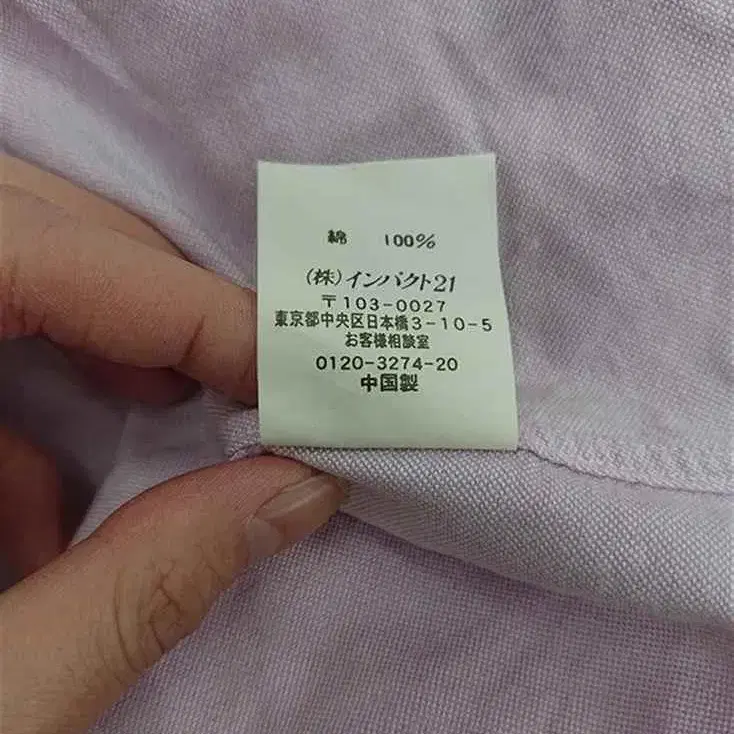 綿 100%
(株)インパクト21
〒103-0027
東京都中央区日本橋3-10-5
お客様相談室
0120-3274-20
中国製